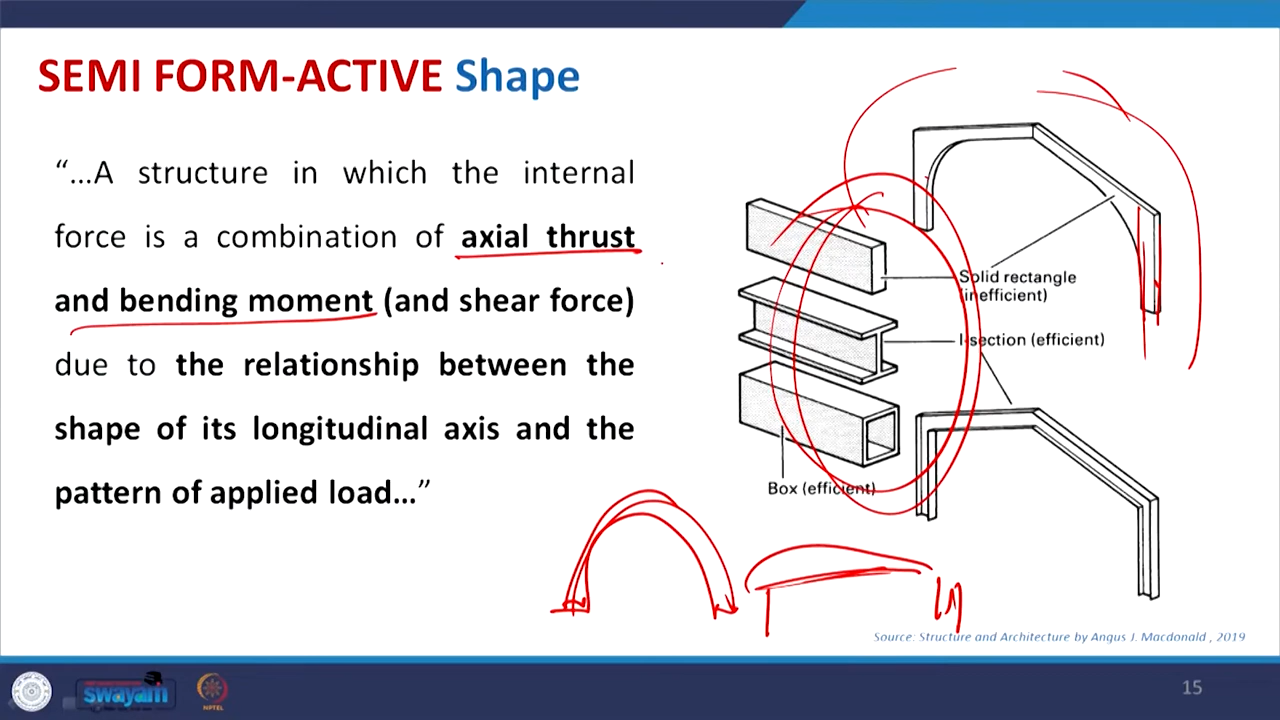 SEMI FORM-ACTIVE Shape
“...A structure in which the internal
force is a combination of axial thrust
and bending moment (and shear force)
due to the relationship between the
shape of its longitudinal axis and the
pattern of applied load...”
Solid rectangle
(inefficient)
I-section (efficient)
Box (efficient)
Source: Structure and Architecture by Angus J. Macdonald , 2019
swayam
NPTEL
15